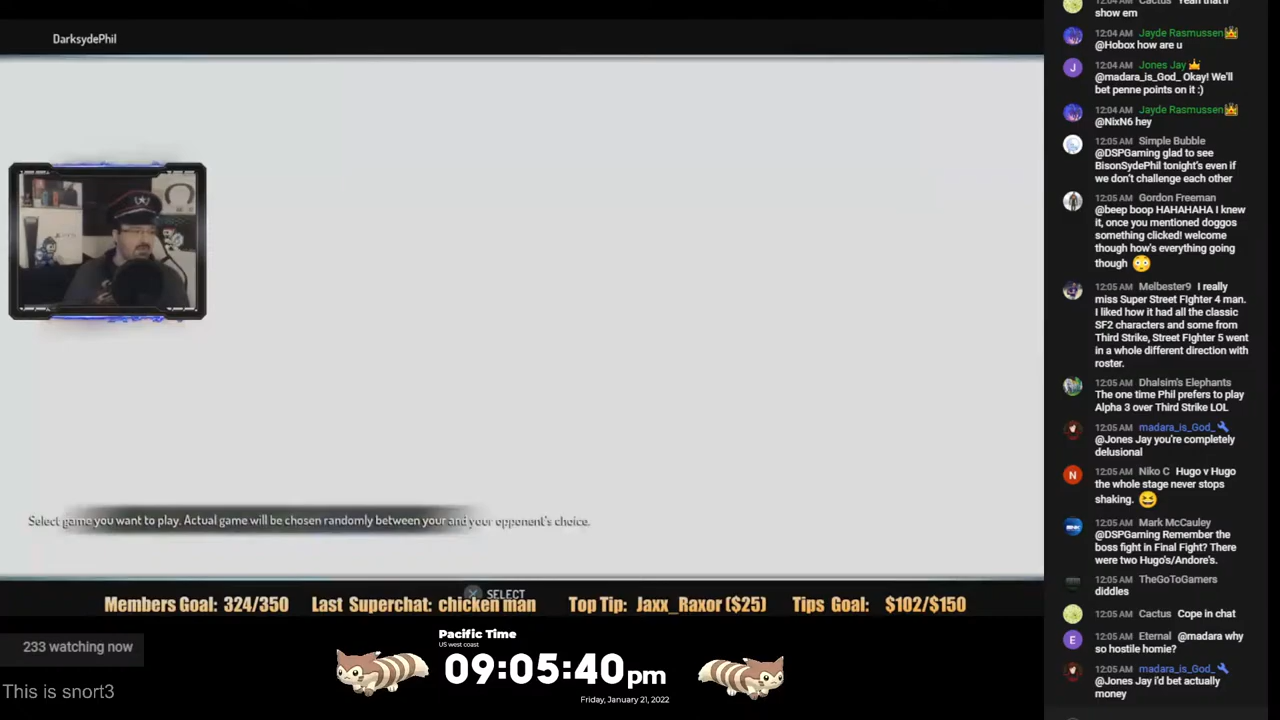 DarksydePhil
Select game you want to play. Actual game will be chosen randomly between your and your opponent's choice.
SELECT
Members Goal: 324/350
Last Superchat: chicken man
Top Tip: Jaxx_Raxor ($25)
Tips Goal: $102/$150
233 watching now
This is snort3
Pacific Time
US west coast
09:05:40pm
Friday, January 21, 2022
show em
12:04 AM Jayde Rasmussen
@Hobox how are u
12:04 AM Jones Jay
@madara_is_God_ Okay! We'll
bet penne points on it :)
12:04 AM Jayde Rasmussen
@NixN6 hey
12:05 AM Simple Bubble
@DSPGaming glad to see
BisonSydePhil tonight's even if
we don't challenge each other
12:05 AM Gordon Freeman
@beep boop HAHAHAHA I knew
it, once you mentioned doggos
something clicked! welcome
though how's everything going
though
12:05 AM Melbester9 I really
miss Super Street Fighter 4 man.
I liked how it had all the classic
SF2 characters and some from
Third Strike, Street Fighter 5 went
in a whole different direction with
roster.
12:05 AM Dhalsim's Elephants
The one time Phil prefers to play
Alpha 3 over Third Strike LOL
12:05 AM madara_is_God_
@Jones Jay you're completely
delusional
12:05 AM Niko C Hugo v Hugo
the whole stage never stops
shaking.
12:05 AM Mark McCauley
@DSPGaming Remember the
boss fight in Final Fight? There
were two Hugo's/Andore's.
12:05 AM TheGoToGamers
diddles
12:05 AM Cactus Cope in chat
12:05 AM Eternal @madara why
so hostile homie?
12:05 AM madara_is_God_
@Jones Jay i'd bet actually
money